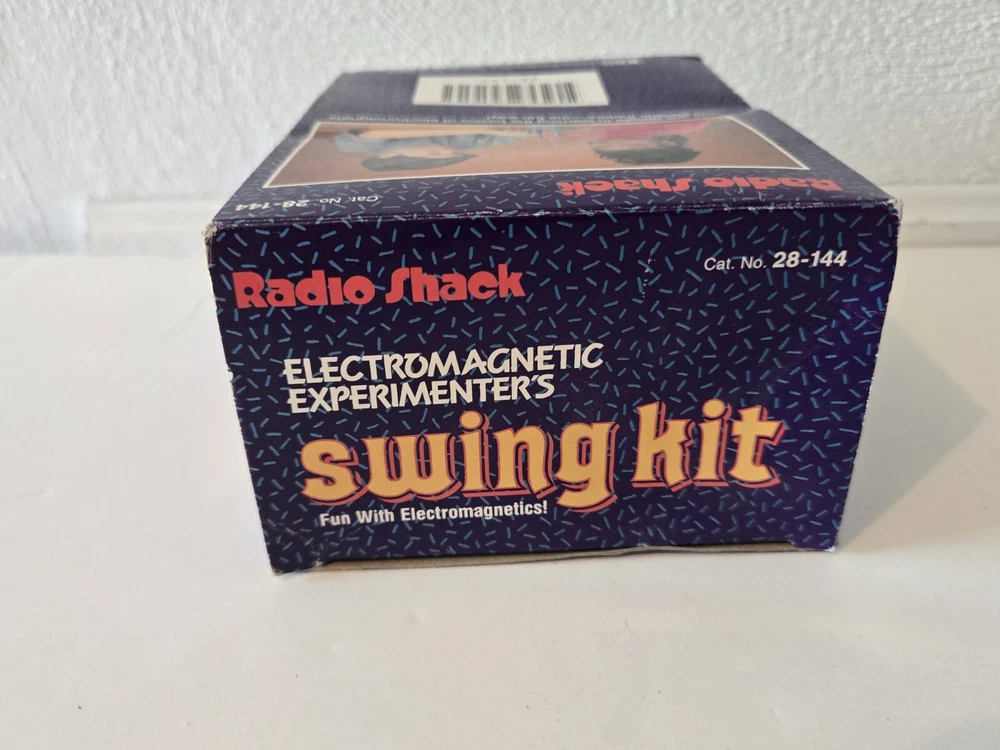 Cat. No. 28-144
Radio Shack
Radio Shack
Cat. No. 28-144
ELECTROMAGNETIC
EXPERIMENTER'S
swing kit
Fun With Electromagnetics!